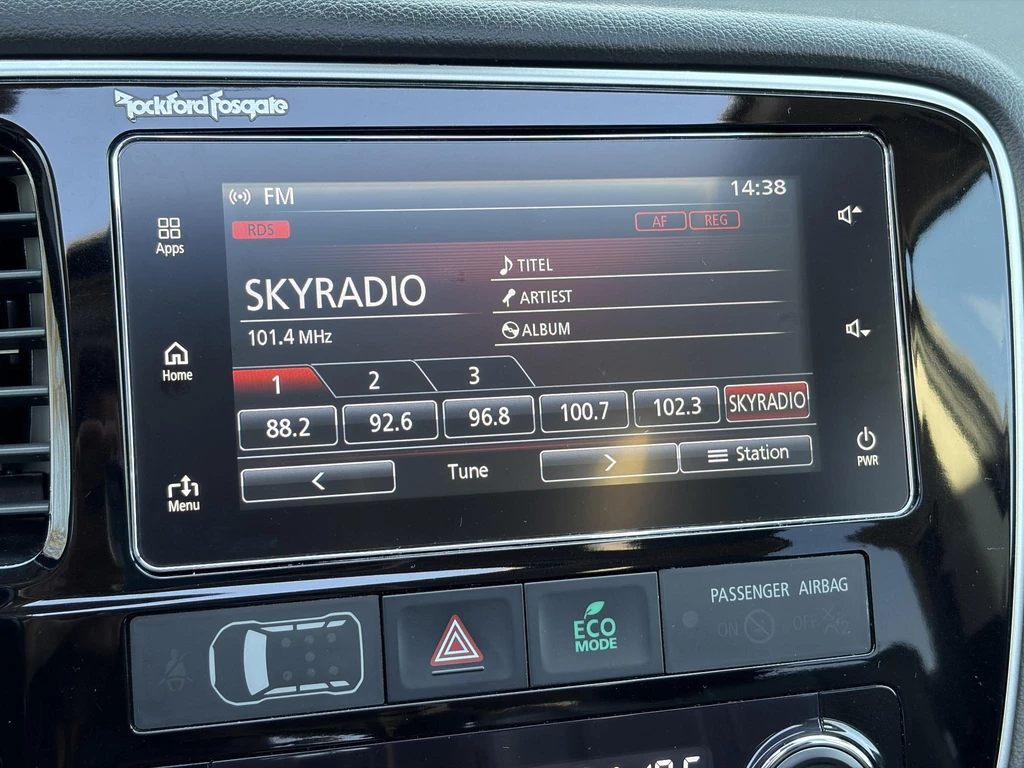 Rockford Fosgate
FM 14:38
RDS AF REG
Apps
TITEL
SKYRADIO
ARTIEST
101.4 MHz
ALBUM
Home
1 2 3
88.2 92.6 96.8 100.7 102.3 SKYRADIO
< Tune > Station
PWR
Menu
PASSENGER AIRBAG
ON OFF
ECO
MODE